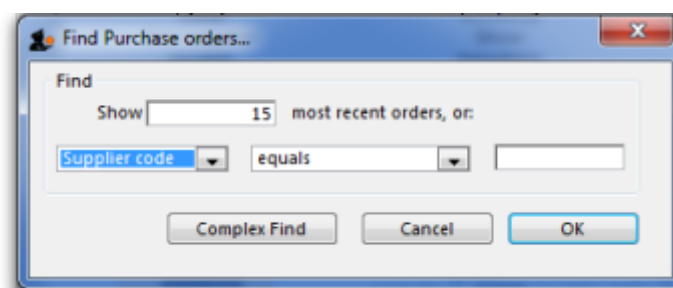 Find Purchase orders...
Find
Show 15 most recent orders, or:
Supplier code equals
Complex Find Cancel OK